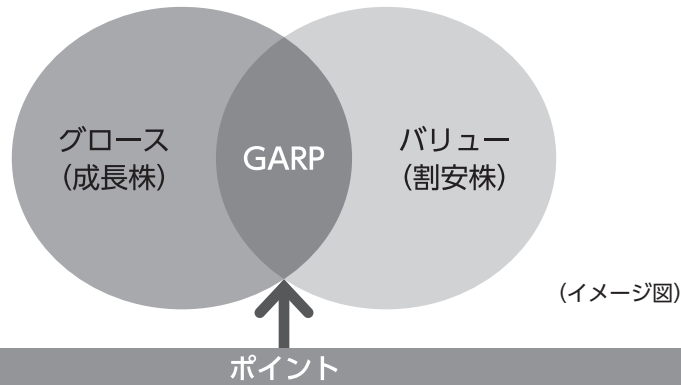 グロース
（成長株）
GARP
バリュー
（割安株）
（イメージ図）
ポイント